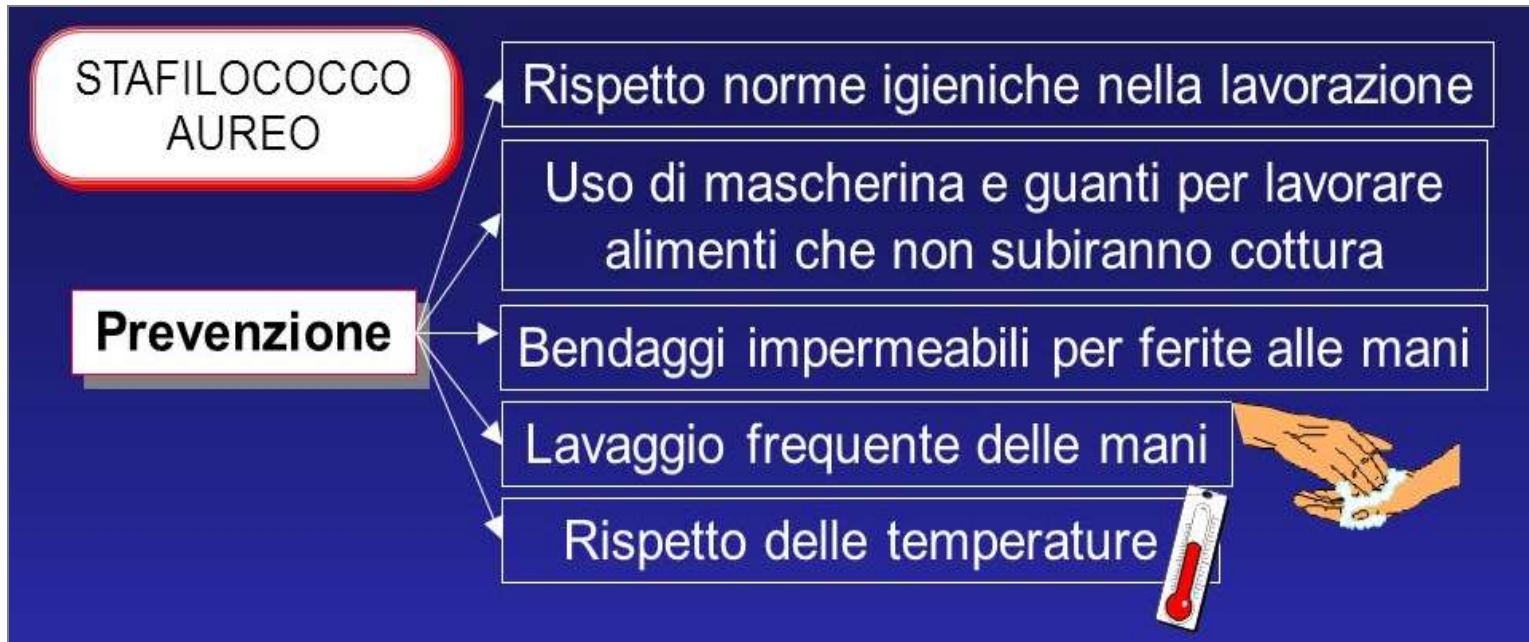 STAFILOCOCCO
AUREO
Prevenzione
Rispetto norme igieniche nella lavorazione
Uso di mascherina e guanti per lavorare
alimenti che non subiranno cottura
Bendaggi impermeabili per ferite alle mani
Lavaggio frequente delle mani
Rispetto delle temperature